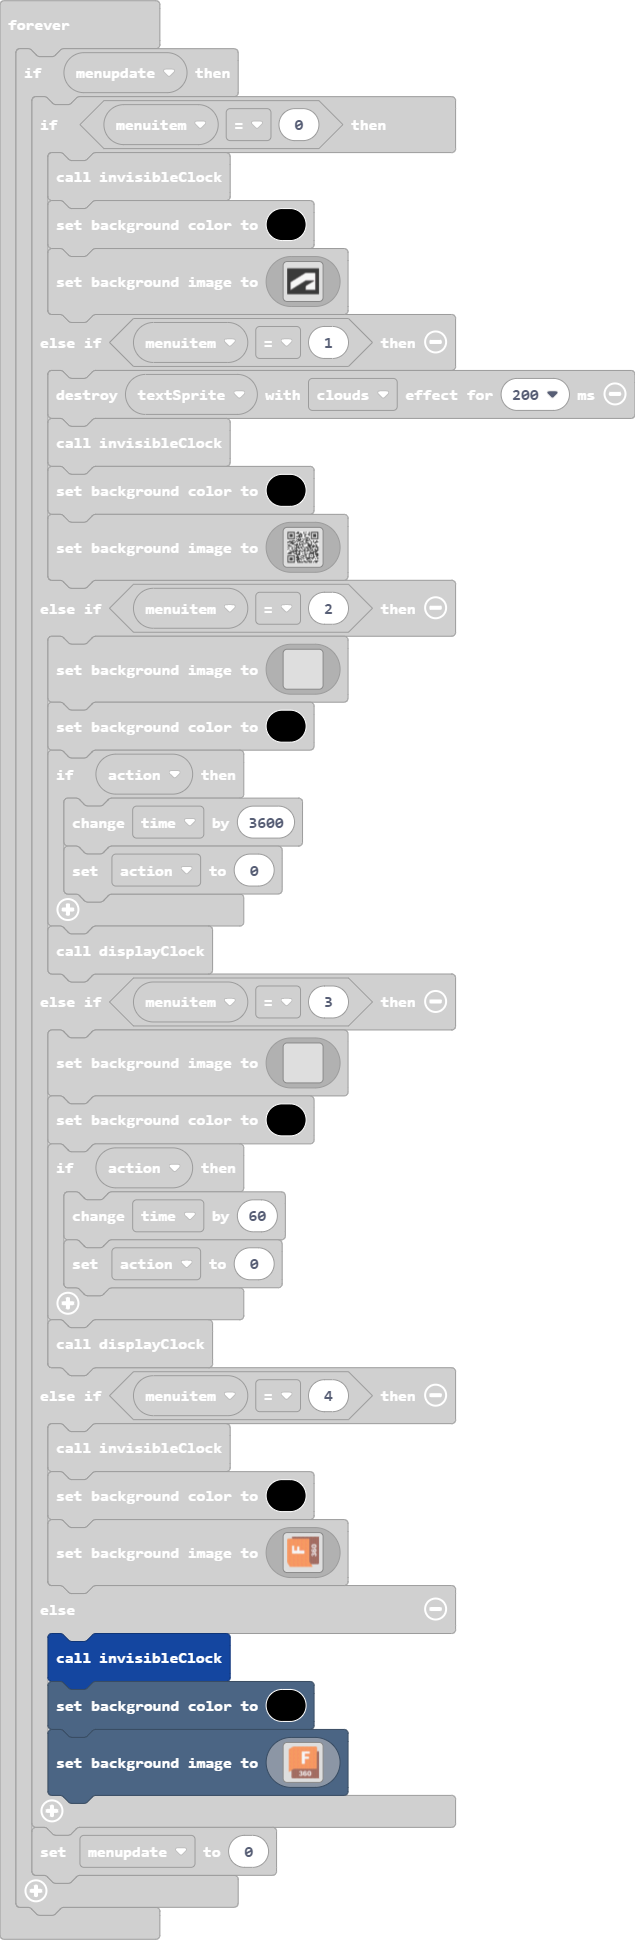 forever
if menupdate then
if menuitem = 0 then
call invisibleClock
set background color to
set background image to
else if menuitem = 1 then
destroy textSprite with clouds effect for 200 ms
call invisibleClock
set background color to
set background image to
else if menuitem = 2 then
set background image to
set background color to
if action then
change time by 3600
set action to 0
call displayClock
else if menuitem = 3 then
set background image to
set background color to
if action then
change time by 60
set action to 0
call displayClock
else if menuitem = 4 then
call invisibleClock
set background color to
set background image to F 360
else
call invisibleClock
set background color to
set background image to F 360
set menupdate to 0